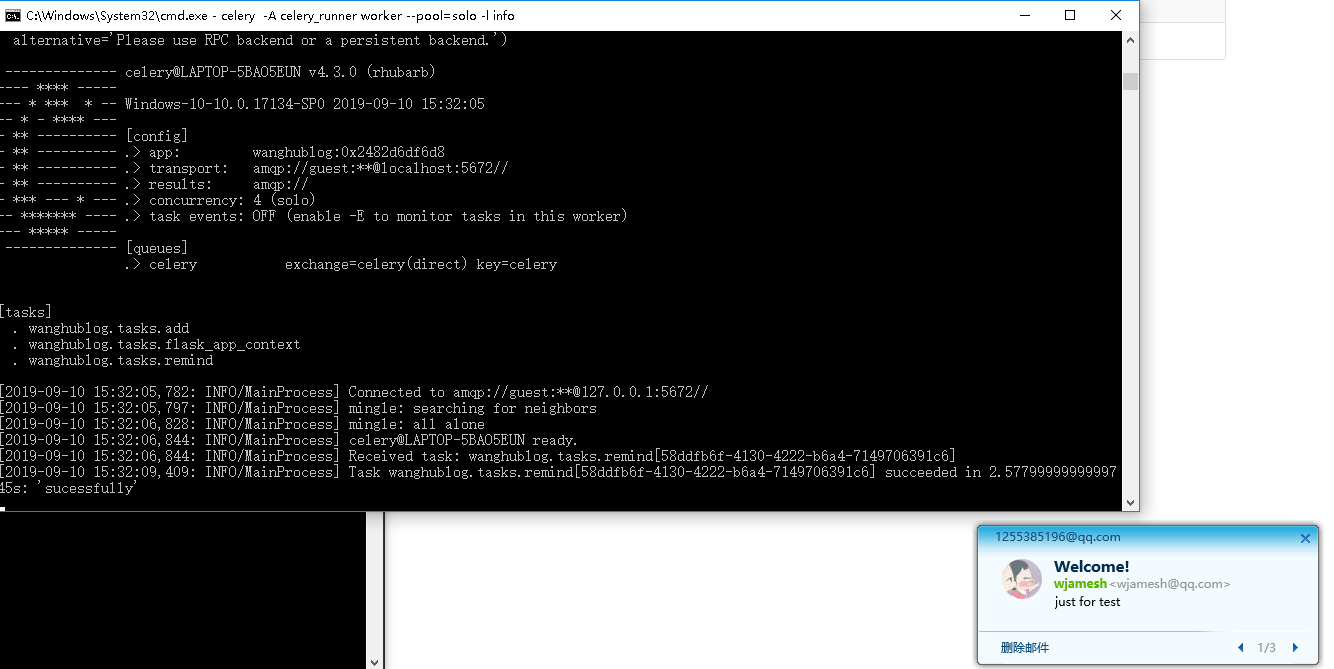 C:\Windows\System32\cmd.exe - celery  -A celery_runner worker --pool=solo -l info
alternative='Please use RPC backend or a persistent backend.')
-------------- celery@LAPTOP-5BAO5EUN v4.3.0 (rhubarb)
---- **** -----
--- * ***  * -- Windows-10-10.0.17134-SP0 2019-09-10 15:32:05
-- * - **** ---
- ** ---------- [config]
- ** ---------- .> app:         wanghublog:0x2482d6df6d8
- ** ---------- .> transport:   amqp://guest:**@localhost:5672//
- ** ---------- .> results:     amqp://
- *** --- * --- .> concurrency: 4 (solo)
-- ******* ---- .> task events: OFF (enable -E to monitor tasks in this worker)
--- ***** -----
-------------- [queues]
.> celery           exchange=celery(direct) key=celery
[tasks]
. wanghublog.tasks.add
. wanghublog.tasks.flask_app_context
. wanghublog.tasks.remind
[2019-09-10 15:32:05,782: INFO/MainProcess] Connected to amqp://guest:**@127.0.0.1:5672//
[2019-09-10 15:32:05,797: INFO/MainProcess] mingle: searching for neighbors
[2019-09-10 15:32:06,828: INFO/MainProcess] mingle: all alone
[2019-09-10 15:32:06,844: INFO/MainProcess] celery@LAPTOP-5BAO5EUN ready.
[2019-09-10 15:32:06,844: INFO/MainProcess] Received task: wanghublog.tasks.remind[58ddfb6f-4130-4222-b6a4-7149706391c6]
[2019-09-10 15:32:09,409: INFO/MainProcess] Task wanghublog.tasks.remind[58ddfb6f-4130-4222-b6a4-7149706391c6] succeeded in 2.57799999999997
45s: 'sucessfully'
1255385196@qq.com
Welcome!
wjamesh<wjamesh@qq.com>
just for test
删除邮件
1/3